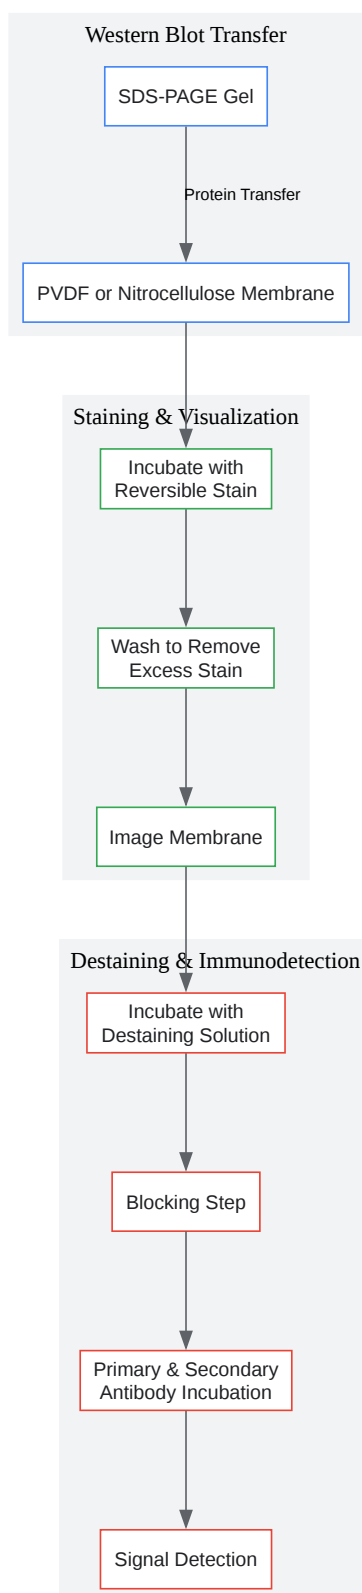 Western Blot Transfer
SDS-PAGE Gel
Protein Transfer
PVDF or Nitrocellulose Membrane
Staining & Visualization
Incubate with
Reversible Stain
Wash to Remove
Excess Stain
Image Membrane
Destaining & Immunodetection
Incubate with
Destaining Solution
Blocking Step
Primary & Secondary
Antibody Incubation
Signal Detection